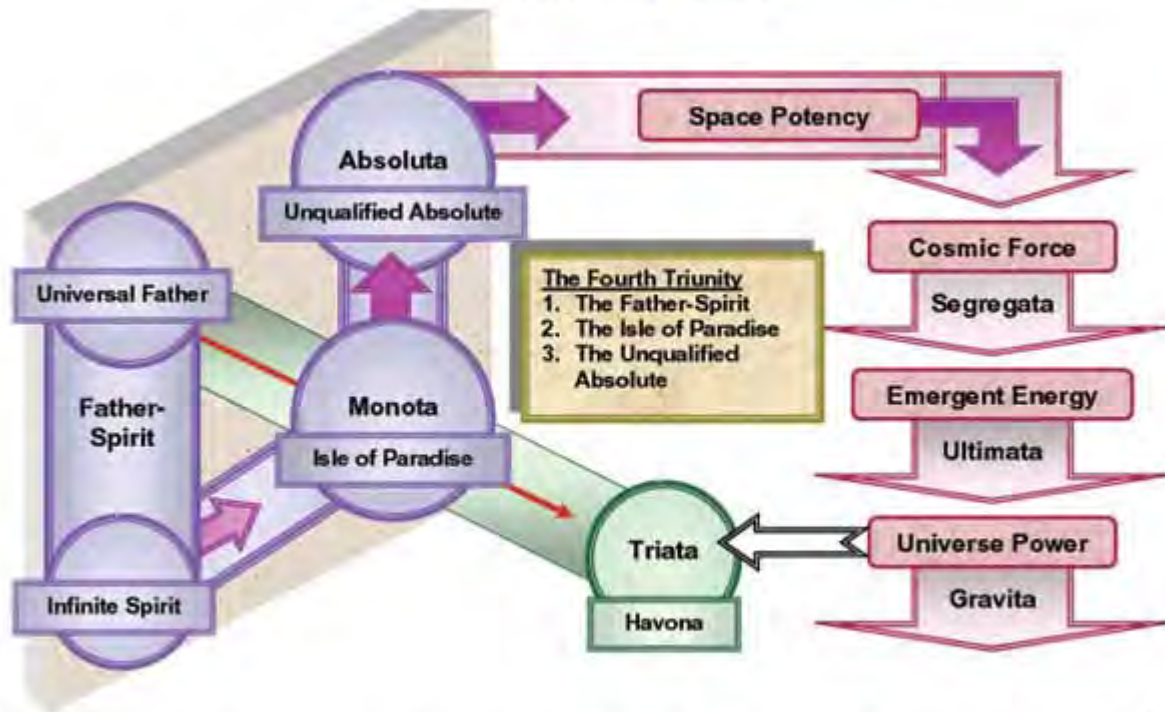 Space Potency
Absoluta
Unqualified Absolute
Cosmic Force
Universal Father
The Fourth Triunity
1. The Father-Spirit
2. The Isle of Paradise
3. The Unqualified
Absolute
Segregata
Father-
Spirit
Monota
Isle of Paradise
Emergent Energy
Ultimata
Triata
Universe Power
Infinite Spirit
Havona
Gravita